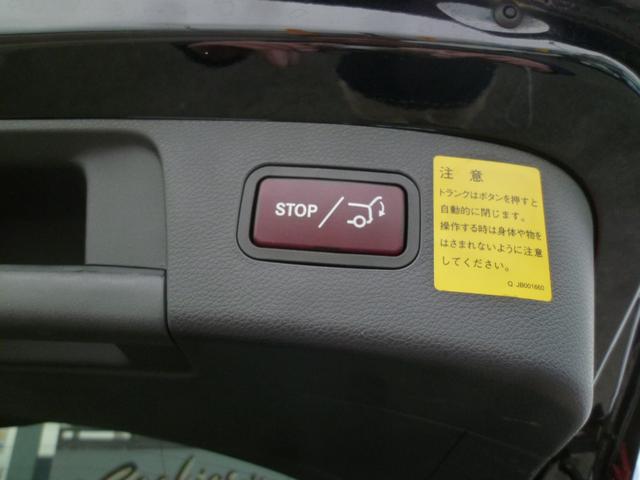 STOP
注 意
トランクはボタンを押すと
自動的に閉じます。
操作する時は身体や物を
はさまれないように注意
してください。
Q JB001660